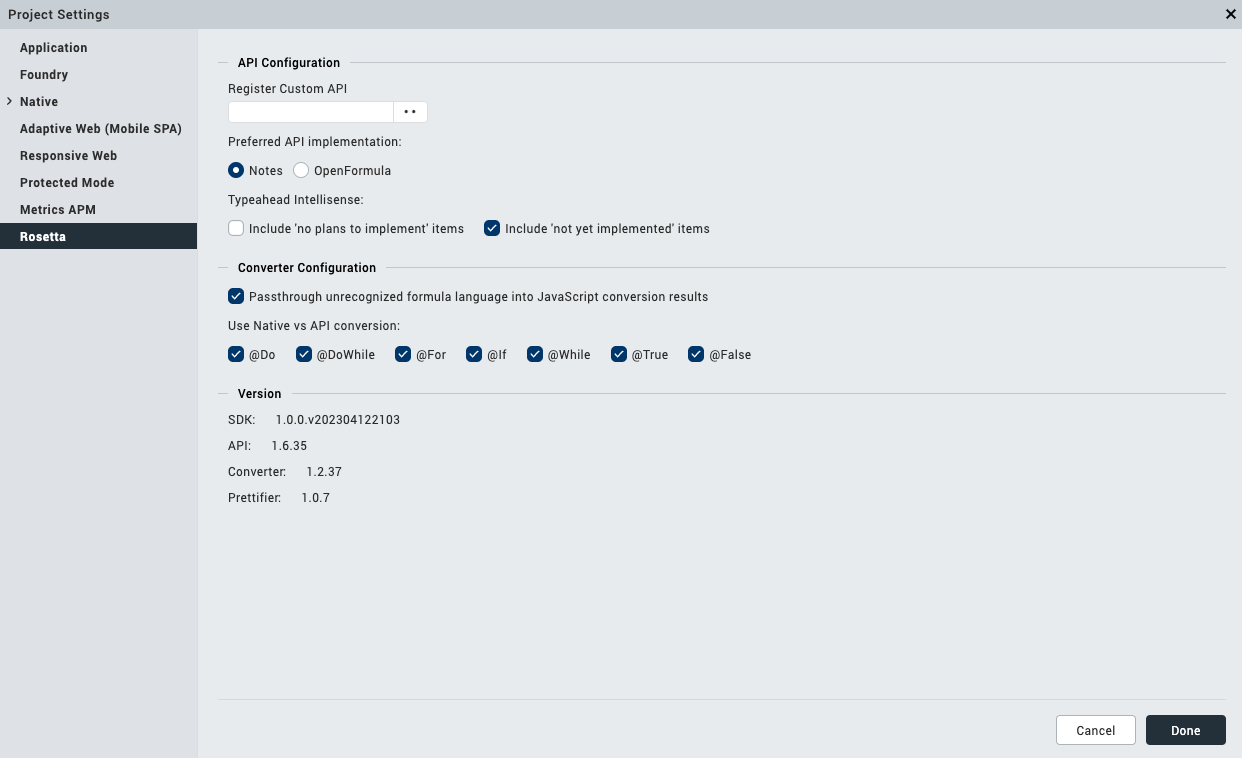 Project Settings
Application
Foundry
Native
Adaptive Web (Mobile SPA)
Responsive Web
Protected Mode
Metrics APM
Rosetta
API Configuration
Register Custom API
Preferred API implementation:
Notes OpenFormula
Typeahead Intellisense:
Include 'no plans to implement' items Include 'not yet implemented' items
Converter Configuration
Passthrough unrecognized formula language into JavaScript conversion results
Use Native vs API conversion:
@Do @DoWhile @For @If @While @True @False
Version
SDK: 1.0.0.v202304122103
API: 1.6.35
Converter: 1.2.37
Prettifier: 1.0.7
Cancel Done